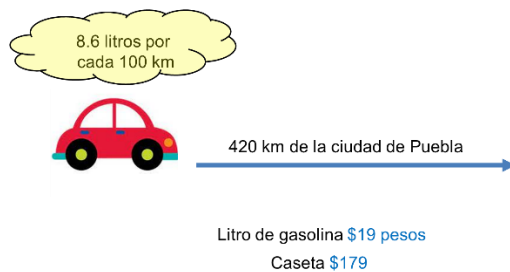 8.6 litros por
cada 100 km
420 km de la ciudad de Puebla
Litro de gasolina $19 pesos
Caseta $179